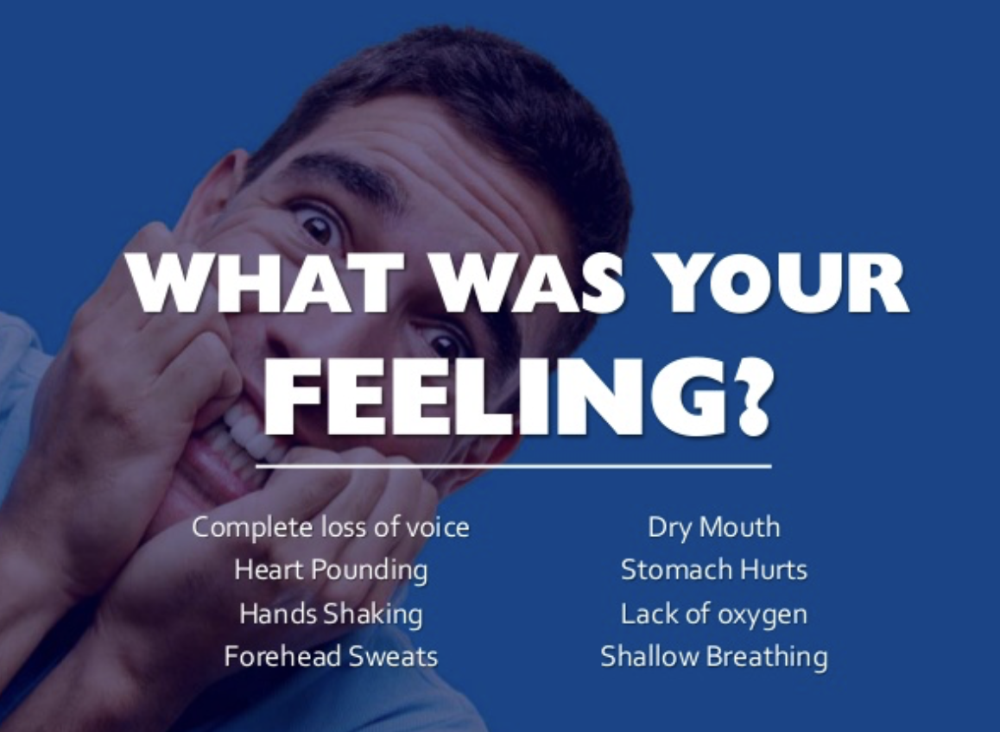 WHAT WAS YOUR
FEELING?
Complete loss of voice
Heart Pounding
Hands Shaking
Forehead Sweats
Dry Mouth
Stomach Hurts
Lack of oxygen
Shallow Breathing